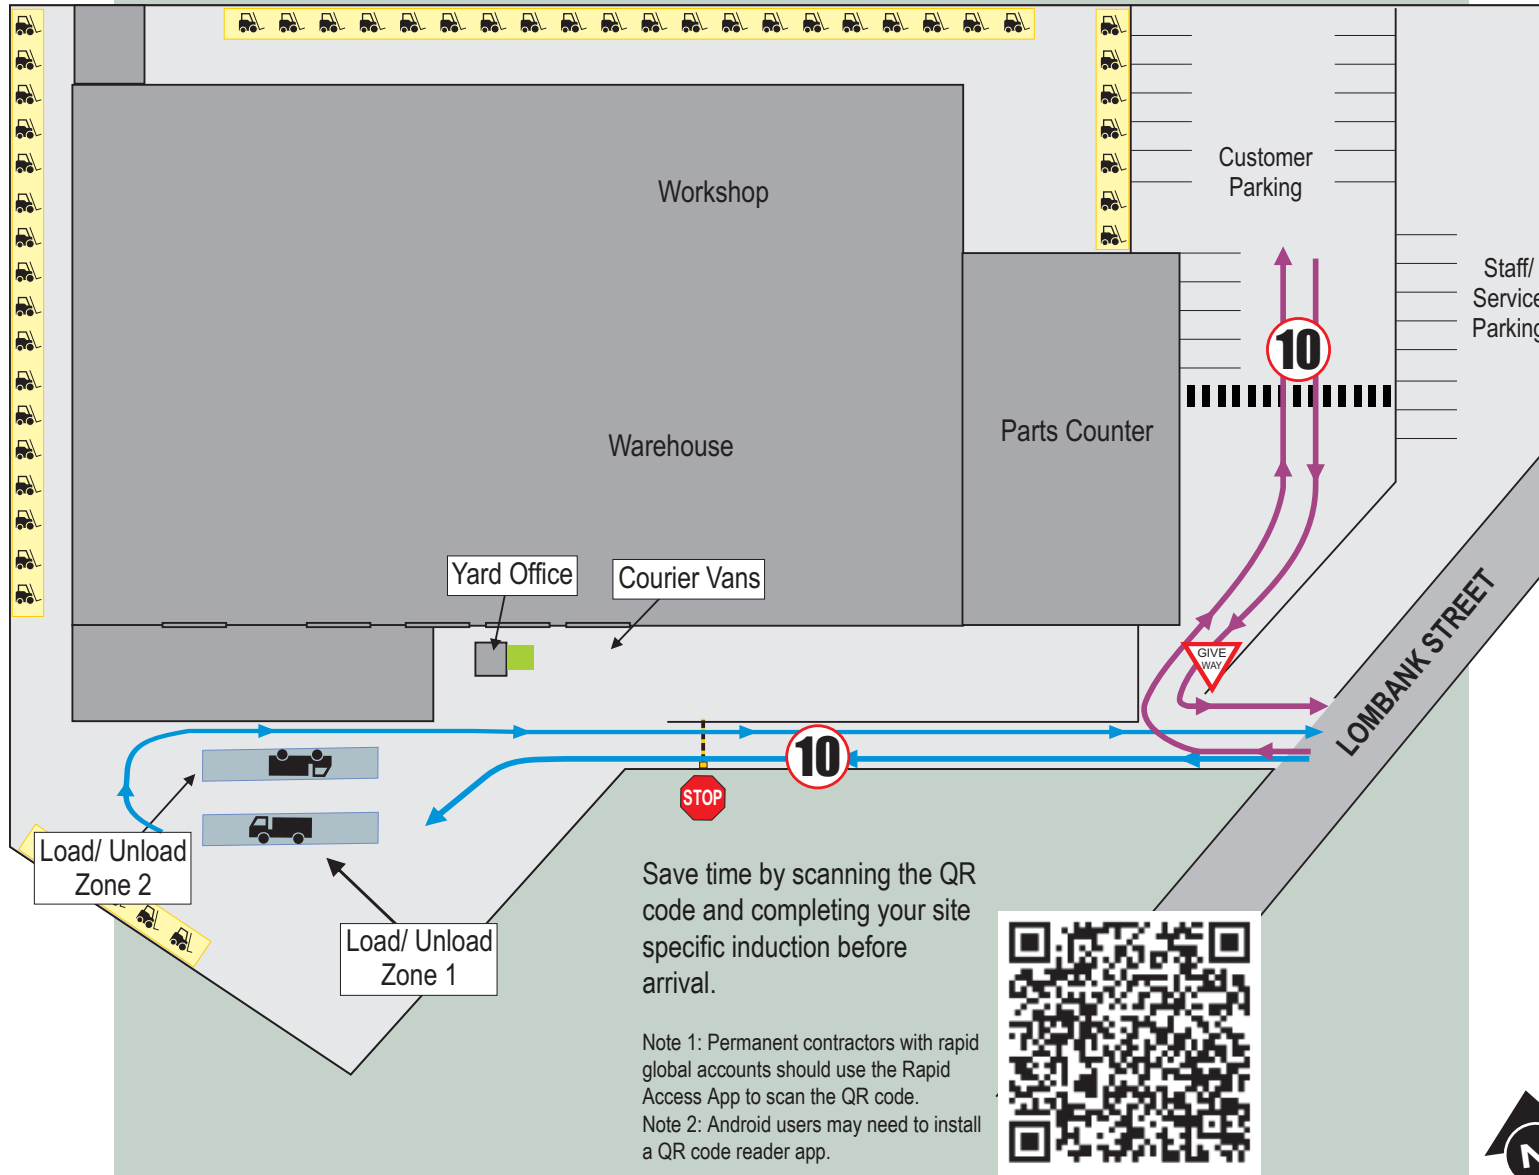 Workshop
Customer
Parking
Staff/
Service
Parking
10
Parts Counter
Warehouse
Yard Office
Courier Vans
GIVE
WAY
LOMBANK STREET
10
STOP
Load/ Unload
Zone 2
Load/ Unload
Zone 1
Save time by scanning the QR
code and completing your site
specific induction before
arrival.
Note 1: Permanent contractors with rapid
global accounts should use the Rapid
Access App to scan the QR code.
Note 2: Android users may need to install
a QR code reader app.
N